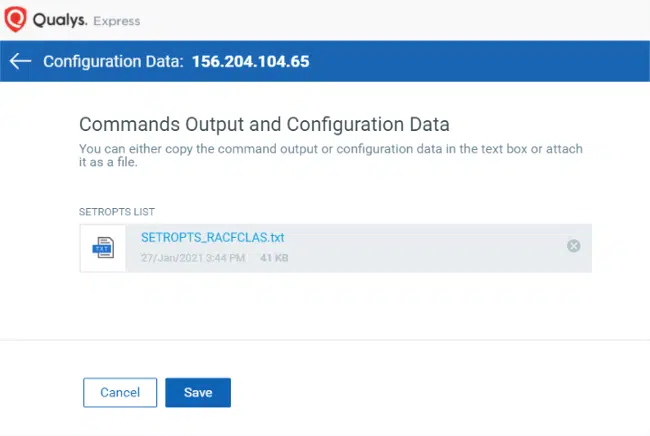 Qualys. Express
Configuration Data: 156.204.104.65
Commands Output and Configuration Data
You can either copy the command output or configuration data in the text box or attach
it as a file.
SETROPTS LIST
TXT
SETROPTS_RACFCLAS.txt
27/Jan/2021 3:44 PM 41 KB
Cancel
Save